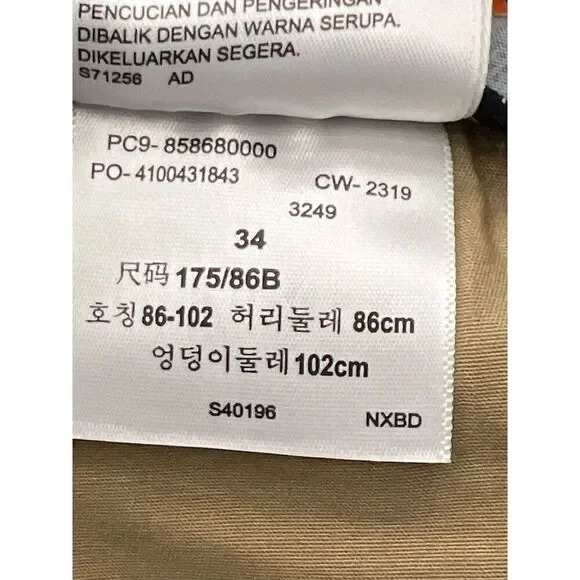 PENCUCIAN DAN PENGERINGAN
DIBALIK DENGAN WARNA SERUPA.
DIKELUARKAN SEGERA.
S71256 AD
PC9- 858680000
PO- 4100431843 CW- 2319
3249
34
尺码 175/86B
호칭 86-102 허리둘레 86cm
엉덩이둘레 102cm
S40196 NXBD